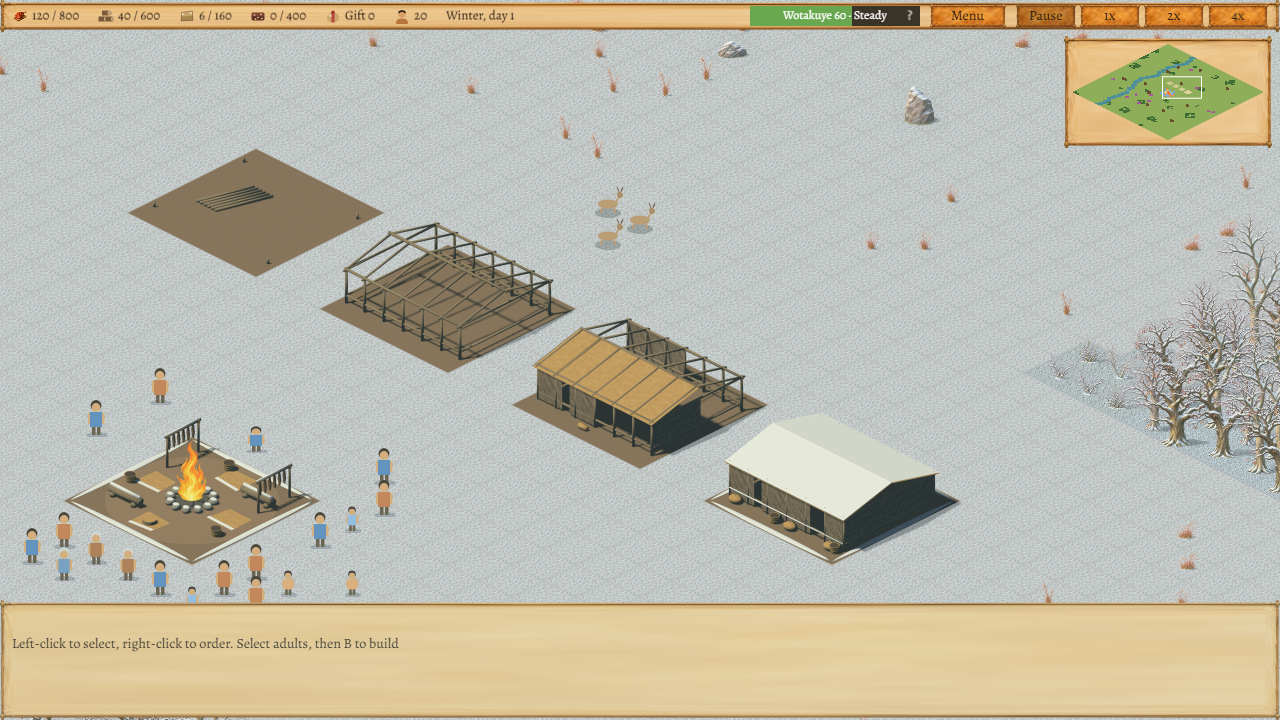 120 / 800 40 / 600 6 / 160 0 / 400 Gift 0 20 Winter, day 1 Wotakuye 60 - Steady ? Menu Pause 1x 2x 4x
Left-click to select, right-click to order. Select adults, then B to build